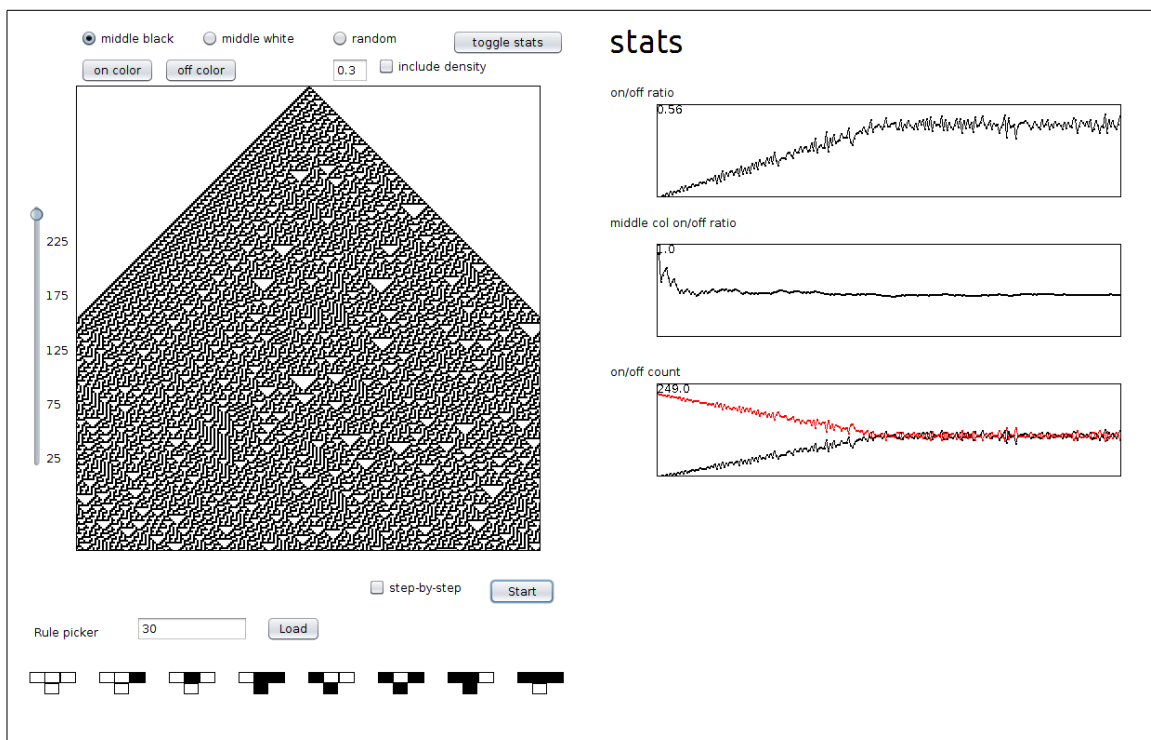 middle black
middle white
random
toggle stats
on color
off color
0.3
include density
225
175
125
75
25
step-by-step
Start
Rule picker
30
Load
stats
on/off ratio
0.56
middle col on/off ratio
1.0
on/off count
249.0